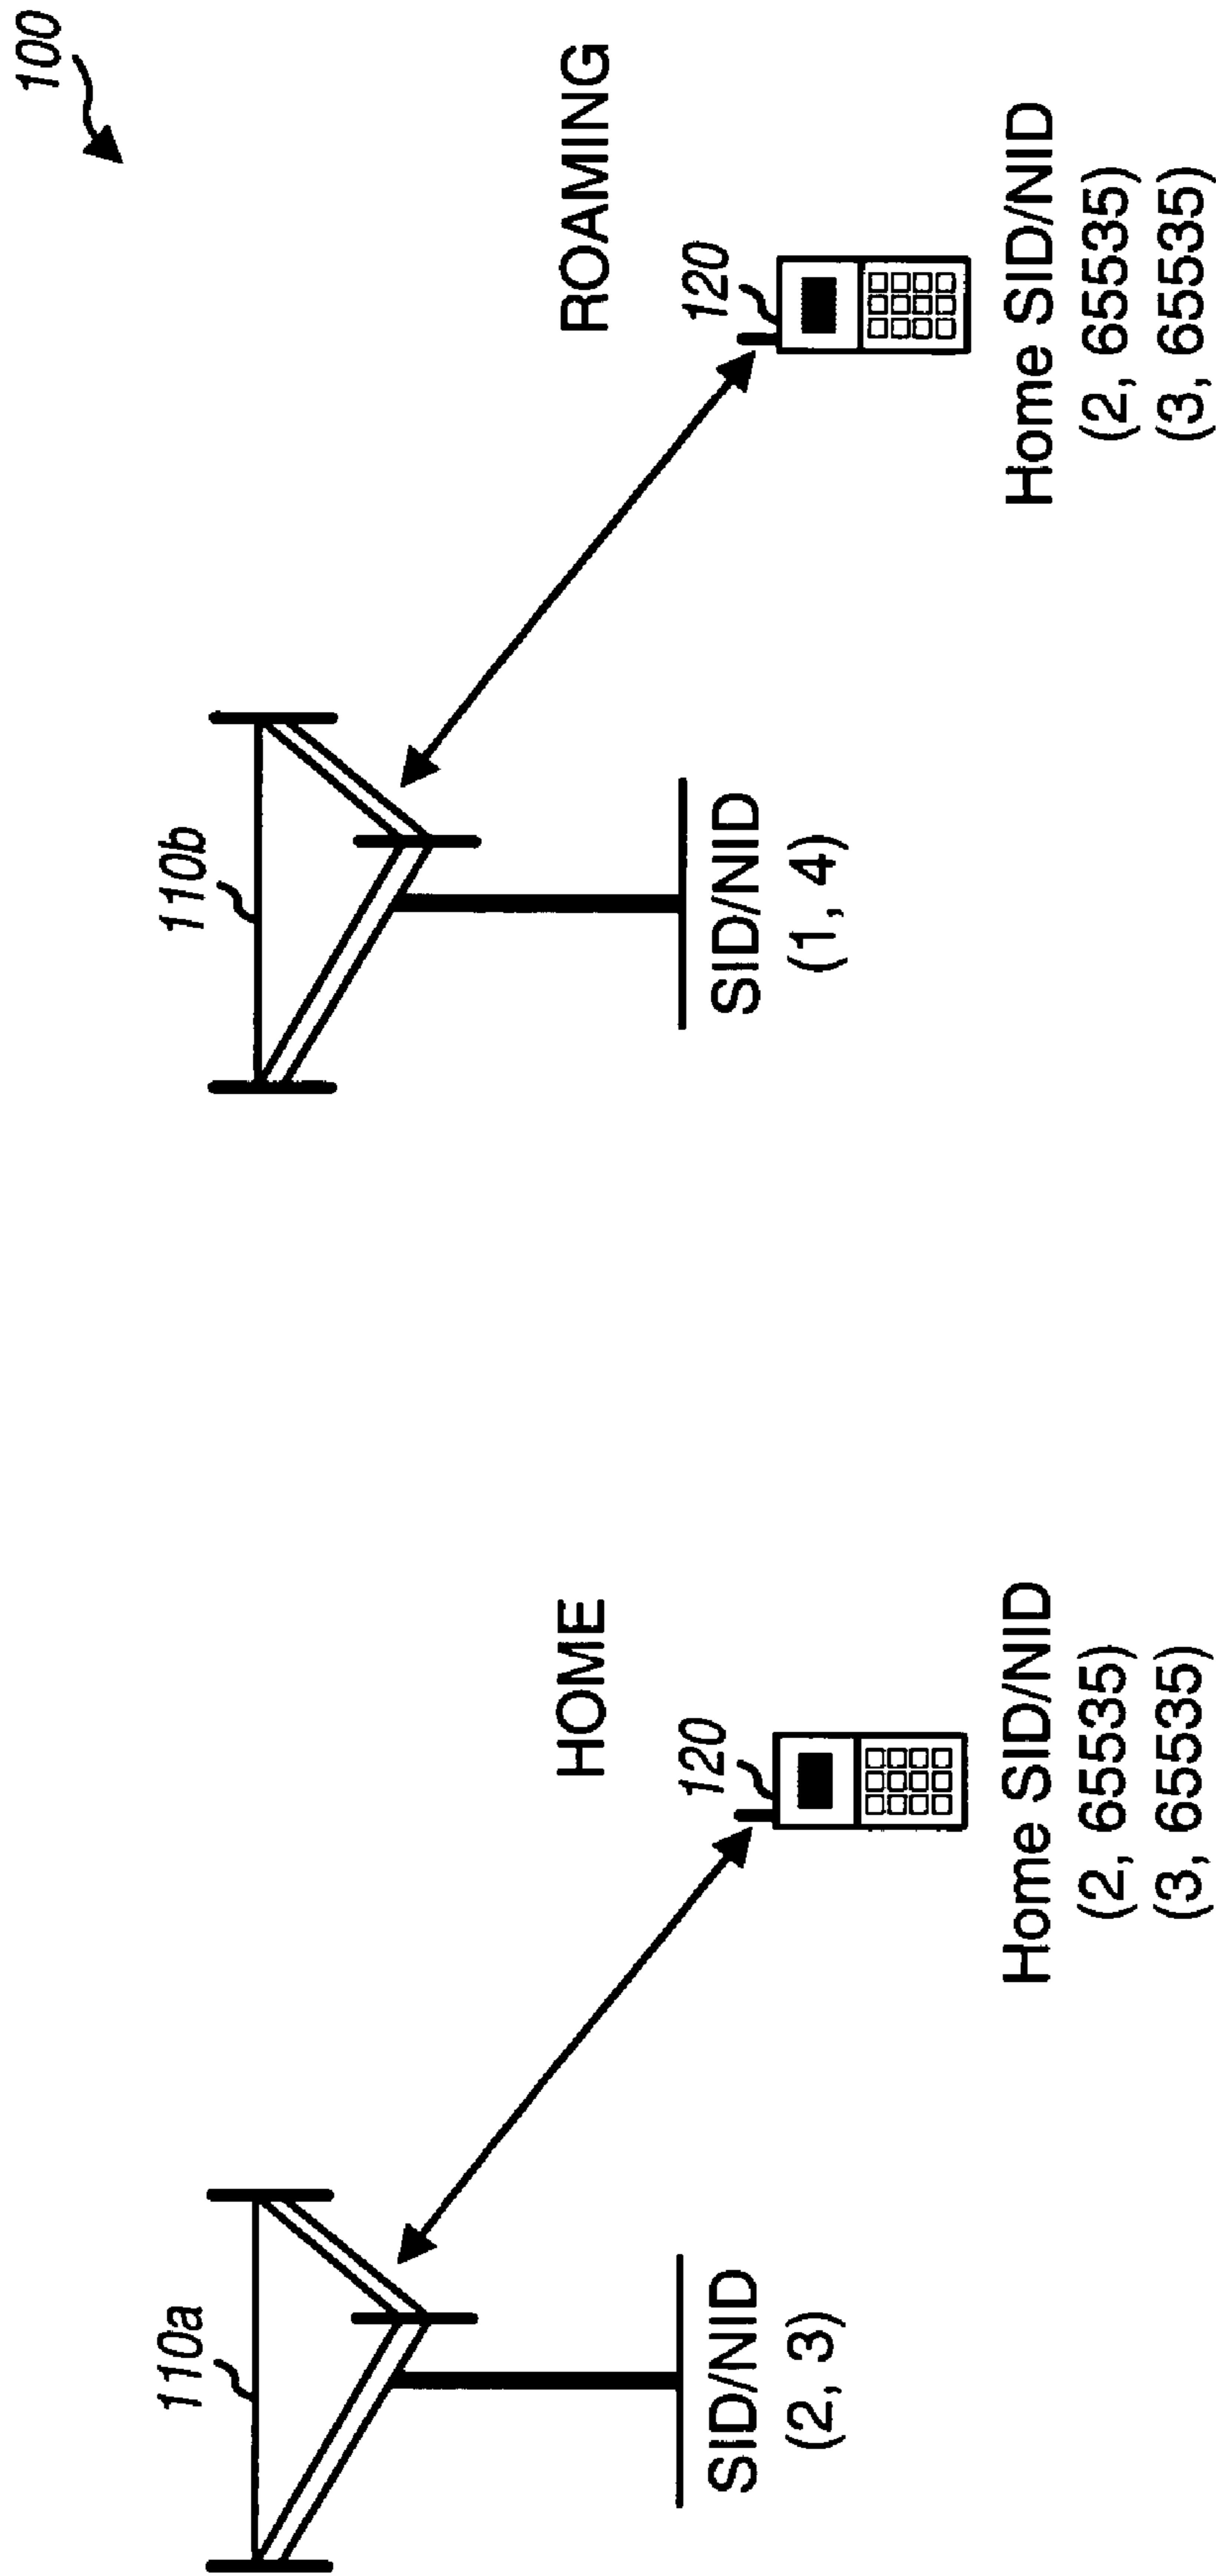 100
110a
HOME
120
SID/NID
(2, 3)
Home SID/NID
(2, 65535)
(3, 65535)
110b
ROAMING
120
SID/NID
(1, 4)
Home SID/NID
(2, 65535)
(3, 65535)